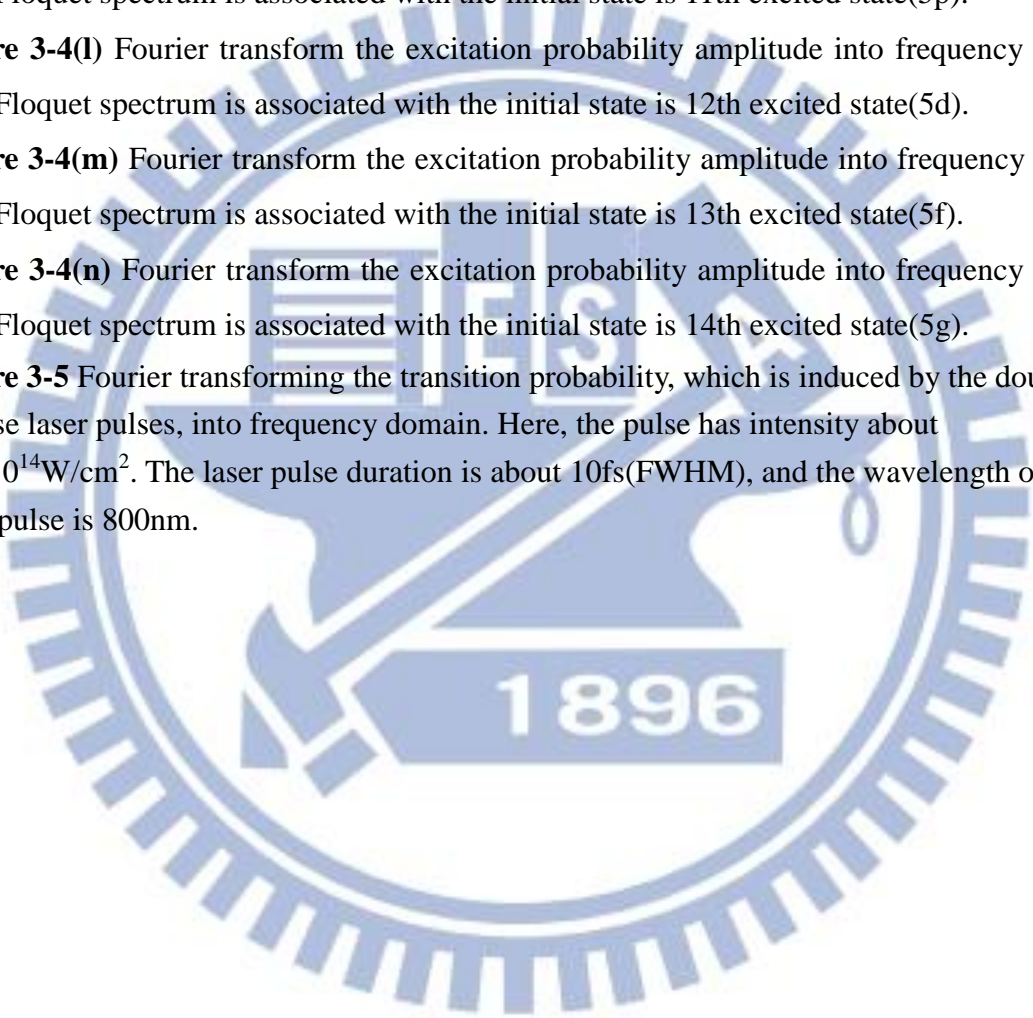 Floquet spectrum is associated with the initial state is 11th excited state(5p).
re 3-4(l) Fourier transform the excitation probability amplitude into frequency
Floquet spectrum is associated with the initial state is 12th excited state(5d).
re 3-4(m) Fourier transform the excitation probability amplitude into frequency
Floquet spectrum is associated with the initial state is 13th excited state(5f).
re 3-4(n) Fourier transform the excitation probability amplitude into frequency
Floquet spectrum is associated with the initial state is 14th excited state(5g).
re 3-5 Fourier transforming the transition probability, which is induced by the dou
se laser pulses, into frequency domain. Here, the pulse has intensity about
0¹⁴W/cm². The laser pulse duration is about 10fs(FWHM), and the wavelength o
pulse is 800nm.
E S A
1896